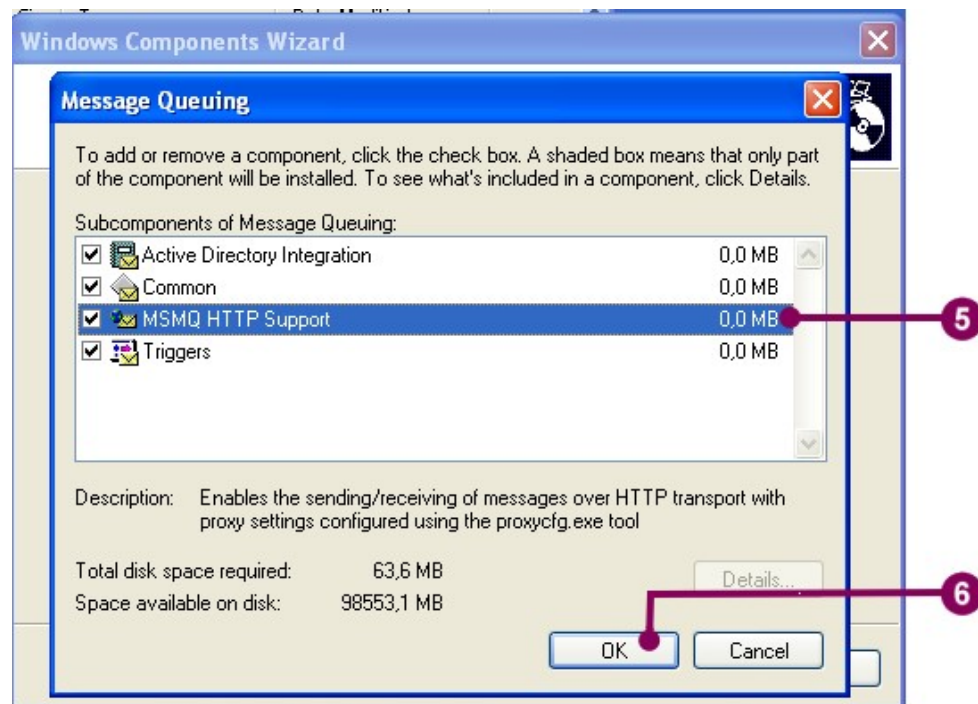 Windows Components Wizard
Message Queuing
To add or remove a component, click the check box. A shaded box means that only part
of the component will be installed. To see what's included in a component, click Details.
Subcomponents of Message Queuing:
Active Directory Integration 0,0 MB
Common 0,0 MB
MSMQ HTTP Support 0,0 MB
5
Triggers 0,0 MB
Description: Enables the sending/receiving of messages over HTTP transport with
proxy settings configured using the proxycfg.exe tool
Total disk space required: 63,6 MB
Details...
Space available on disk: 98553,1 MB
6
OK Cancel